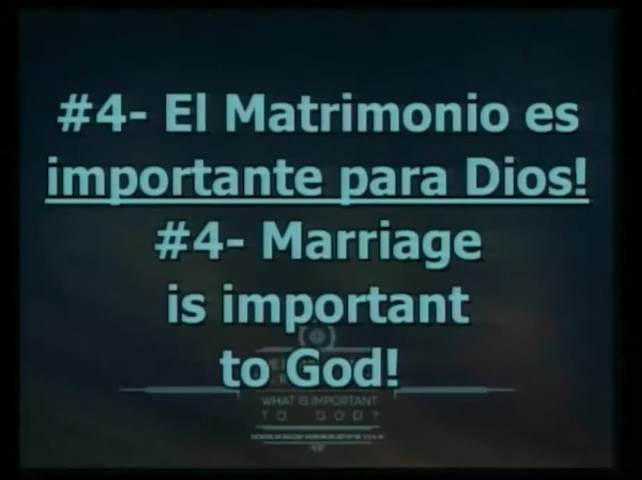 #4- El Matrimonio es
importante para Dios!
#4- Marriage
is important
to God!
WHAT IS IMPORTANT
TO GOD?